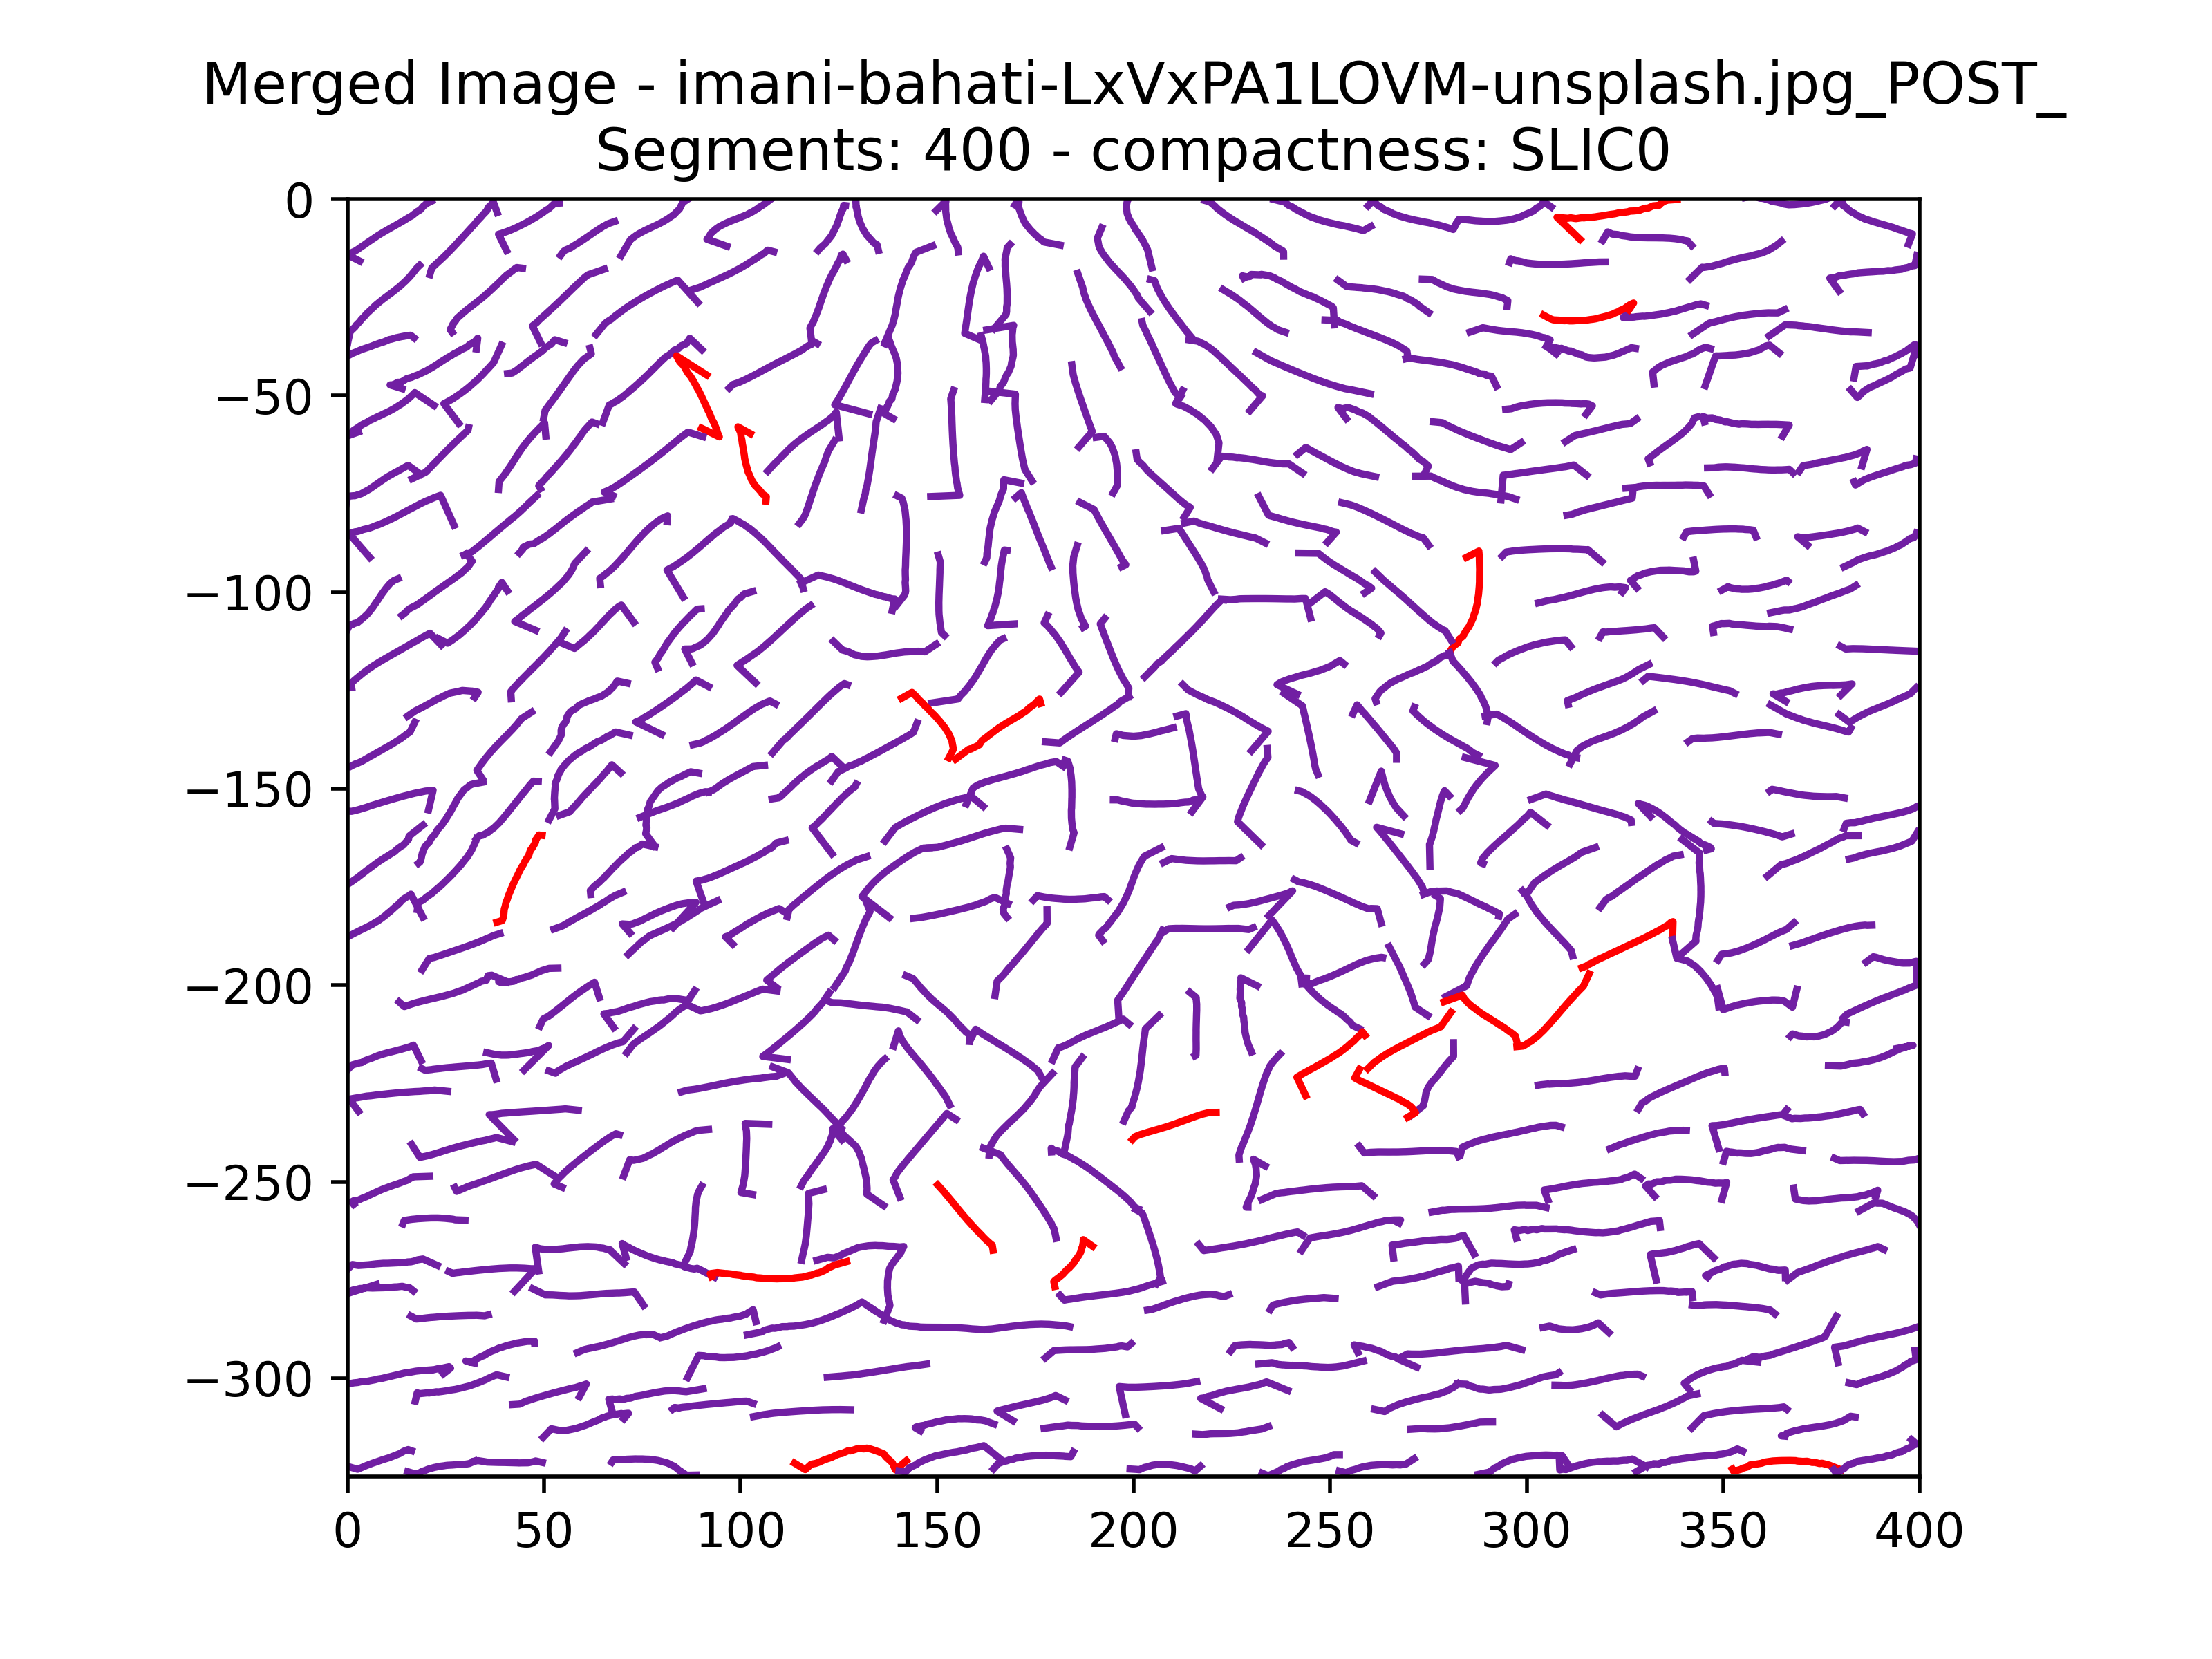 Merged Image - imani-bahati-LxVxPA1LOVM-unsplash.jpg_POST_
Segments: 400 - compactness: SLIC0
0
−50
−100
−150
−200
−250
−300
0 50 100 150 200 250 300 350 400